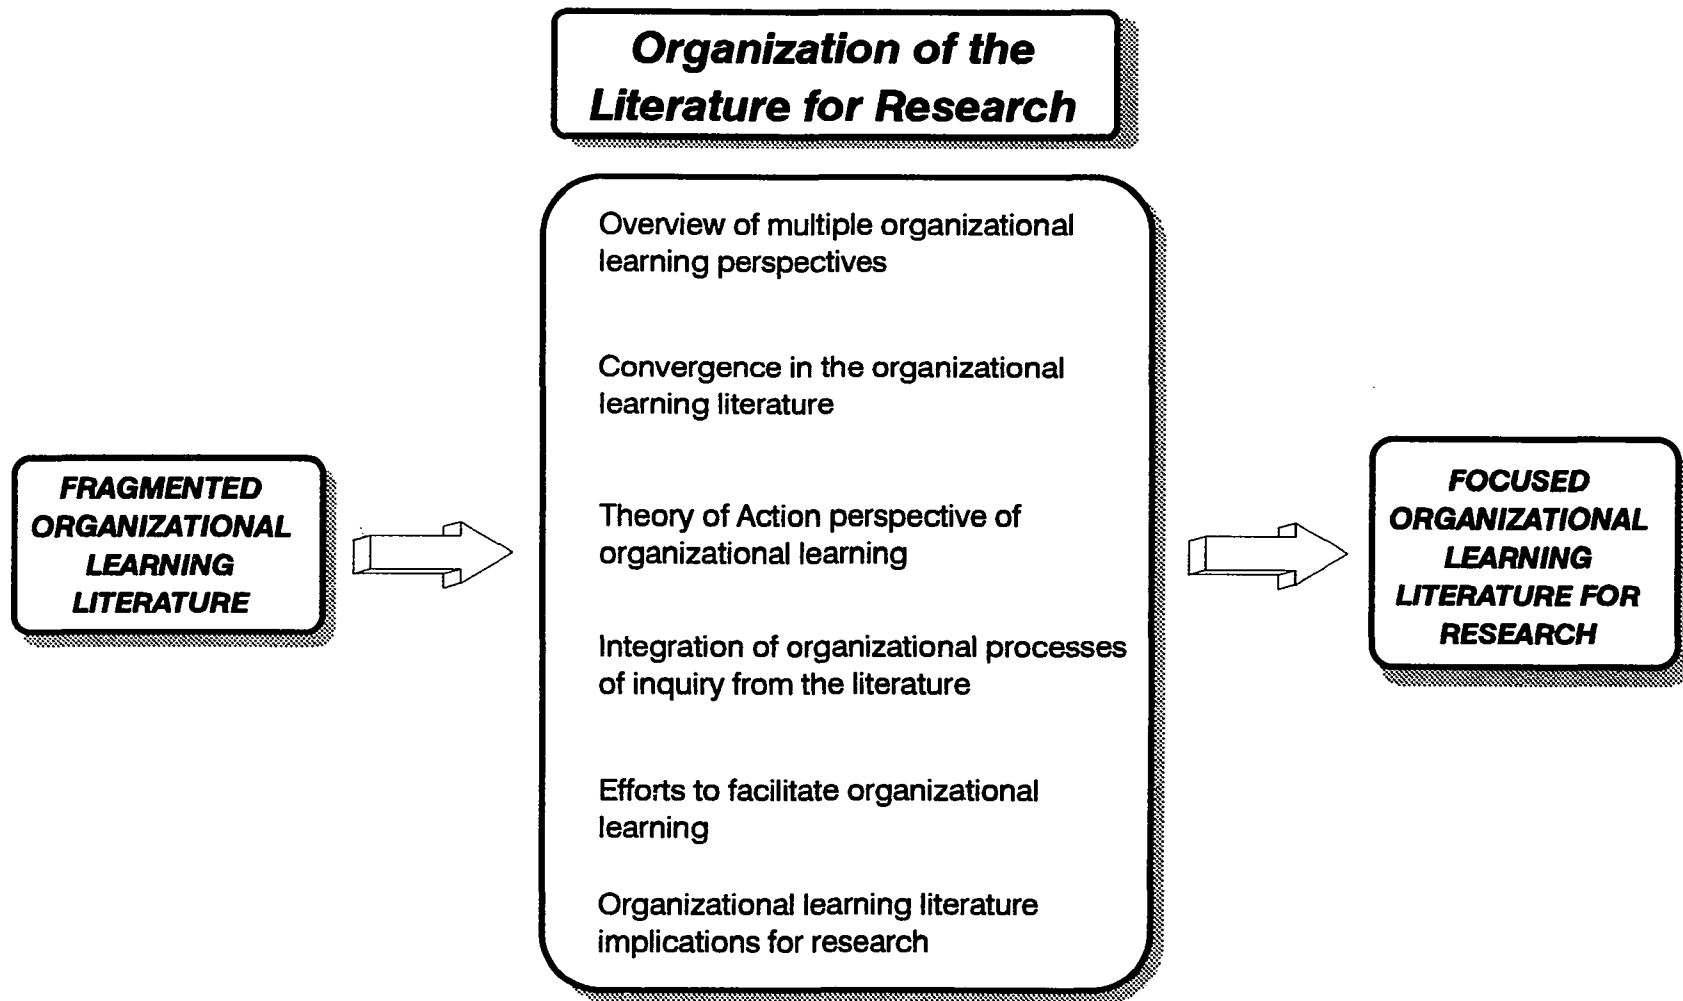 Organization of the
Literature for Research
Overview of multiple organizational
learning perspectives
Convergence in the organizational
learning literature
Theory of Action perspective of
organizational learning
Integration of organizational processes
of inquiry from the literature
Efforts to facilitate organizational
learning
Organizational learning literature
implications for research
FRAGMENTED
ORGANIZATIONAL
LEARNING
LITERATURE
FOCUSED
ORGANIZATIONAL
LEARNING
LITERATURE FOR
RESEARCH